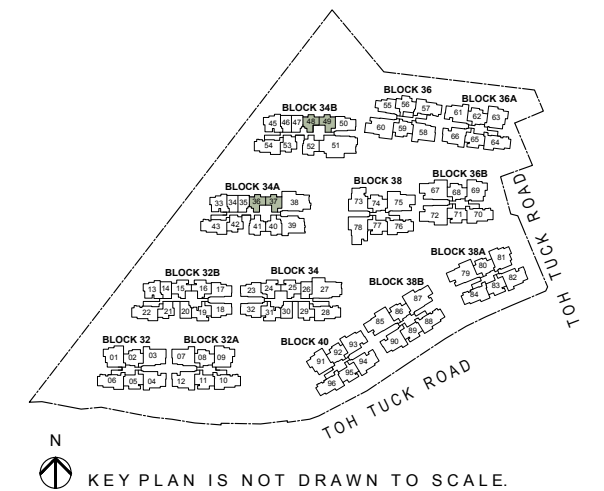 BLOCK 36
55 56 57
60 59 58
BLOCK 36A
61 62 63
66 65 64
BLOCK 34B
45 46 47 48 49 50
54 53 52 51
BLOCK 34A
33 34 35 36 37 38
43 42 41 40 39
BLOCK 38
73 74 75
78 77 76
BLOCK 36B
67 68 69
72 71 70
BLOCK 38A
79 80 81
84 83 82
BLOCK 32B
13 14 15 16 17
22 21 20 19 18
BLOCK 34
23 24 25 26 27
32 31 30 29 28
BLOCK 38B
85 86 87
90 89 88
BLOCK 32
01 02 03
06 05 04
BLOCK 32A
07 08 09
12 11 10
BLOCK 40
91 92 93
96 95 94
TOH TUCK ROAD
TOH TUCK ROAD
N
KEY PLAN IS NOT DRAWN TO SCALE.